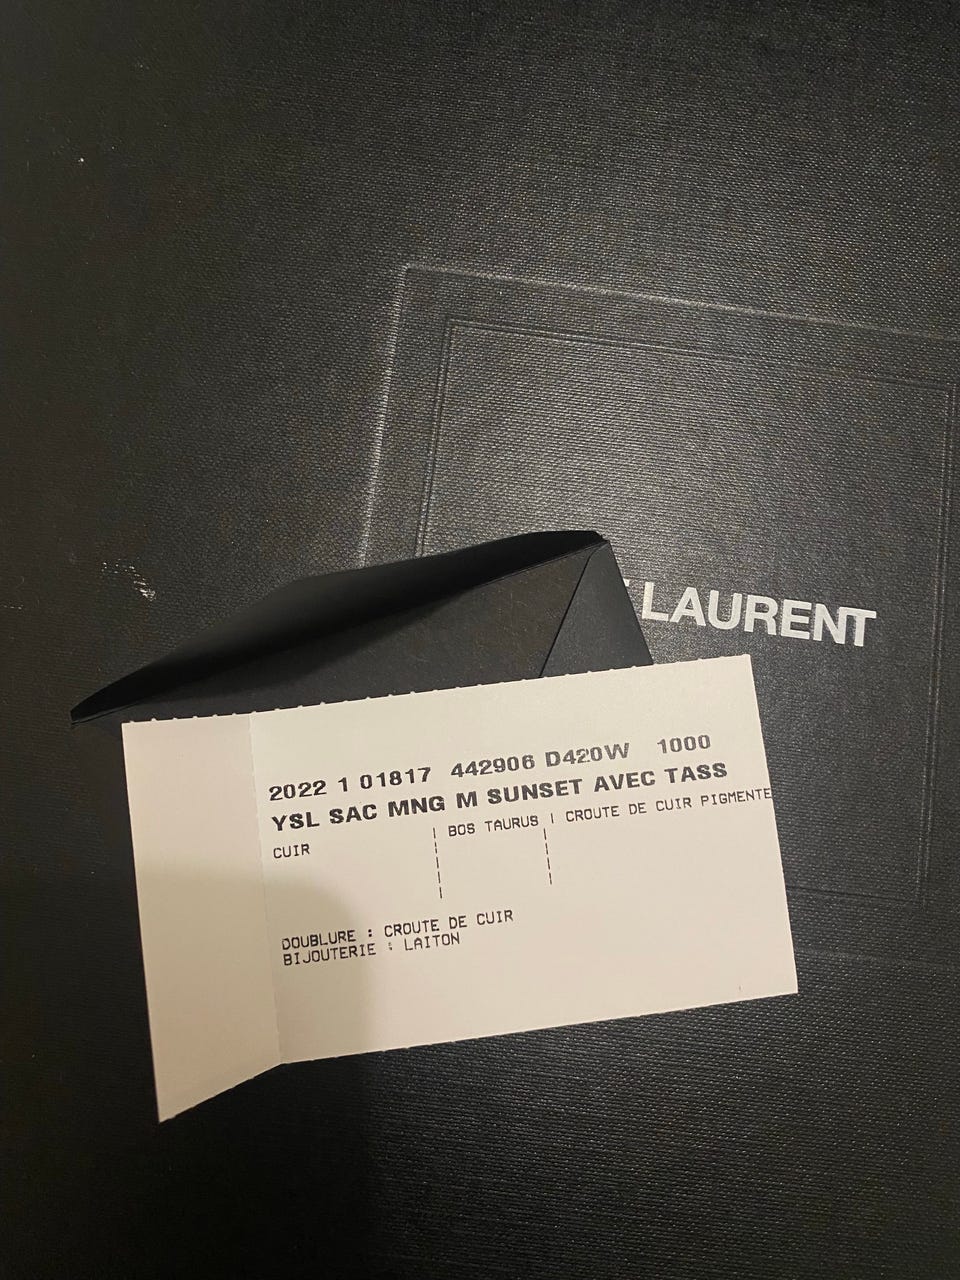 LAURENT
2022 1 01817 442906 D420W 1000
YSL SAC MNG M SUNSET AVEC TASS
CUIR | BOS TAURUS | CROUTE DE CUIR PIGMENTE
DOUBLURE : CROUTE DE CUIR
BIJOUTERIE : LAITON